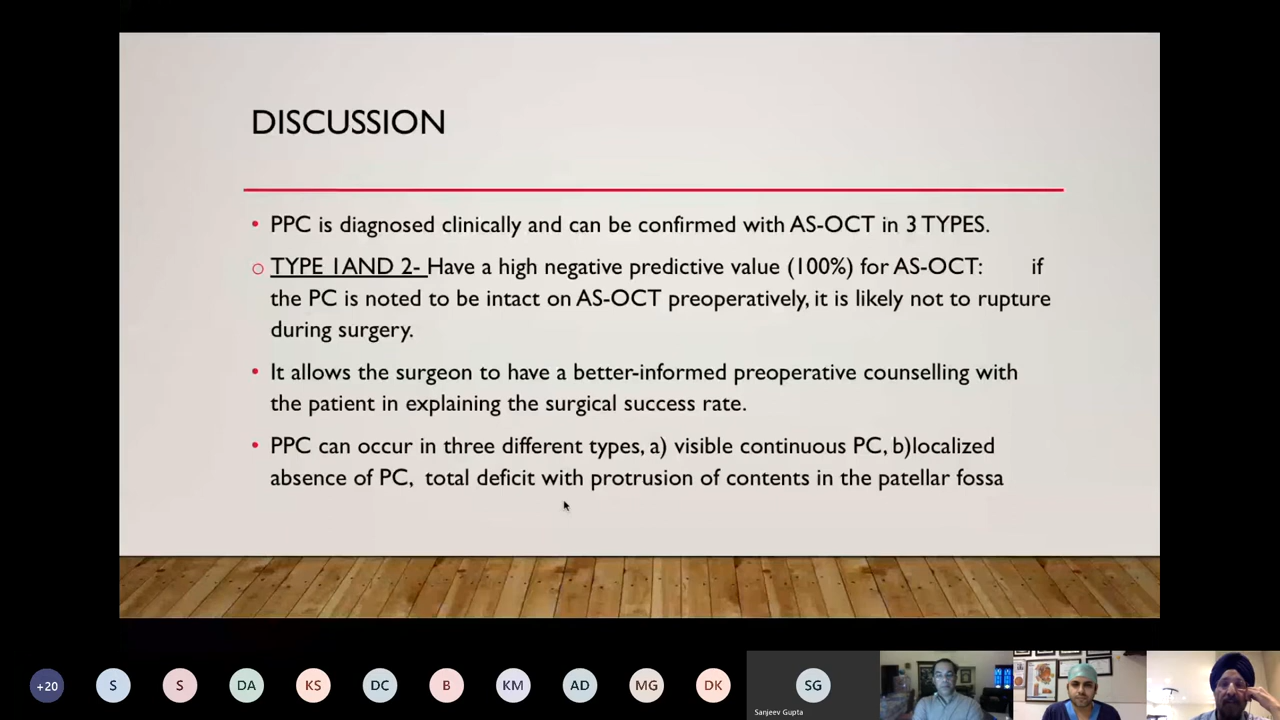 DISCUSSION
• PPC is diagnosed clinically and can be confirmed with AS-OCT in 3 TYPES.
○ TYPE 1AND 2- Have a high negative predictive value (100%) for AS-OCT: if
the PC is noted to be intact on AS-OCT preoperatively, it is likely not to rupture
during surgery.
• It allows the surgeon to have a better-informed preoperative counselling with
the patient in explaining the surgical success rate.
• PPC can occur in three different types, a) visible continuous PC, b)localized
absence of PC, total deficit with protrusion of contents in the patellar fossa
+20 S S DA KS DC B KM AD MG DK SG
Sanjeev Gupta